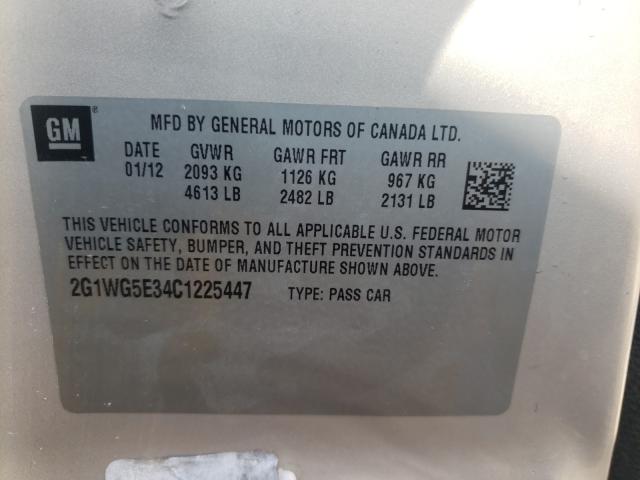 GM®
MFD BY GENERAL MOTORS OF CANADA LTD.
DATE GVWR GAWR FRT GAWR RR
01/12 2093 KG 1126 KG 967 KG
4613 LB 2482 LB 2131 LB
THIS VEHICLE CONFORMS TO ALL APPLICABLE U.S. FEDERAL MOTOR
VEHICLE SAFETY, BUMPER, AND THEFT PREVENTION STANDARDS IN
EFFECT ON THE DATE OF MANUFACTURE SHOWN ABOVE.
2G1WG5E34C1225447 TYPE: PASS CAR